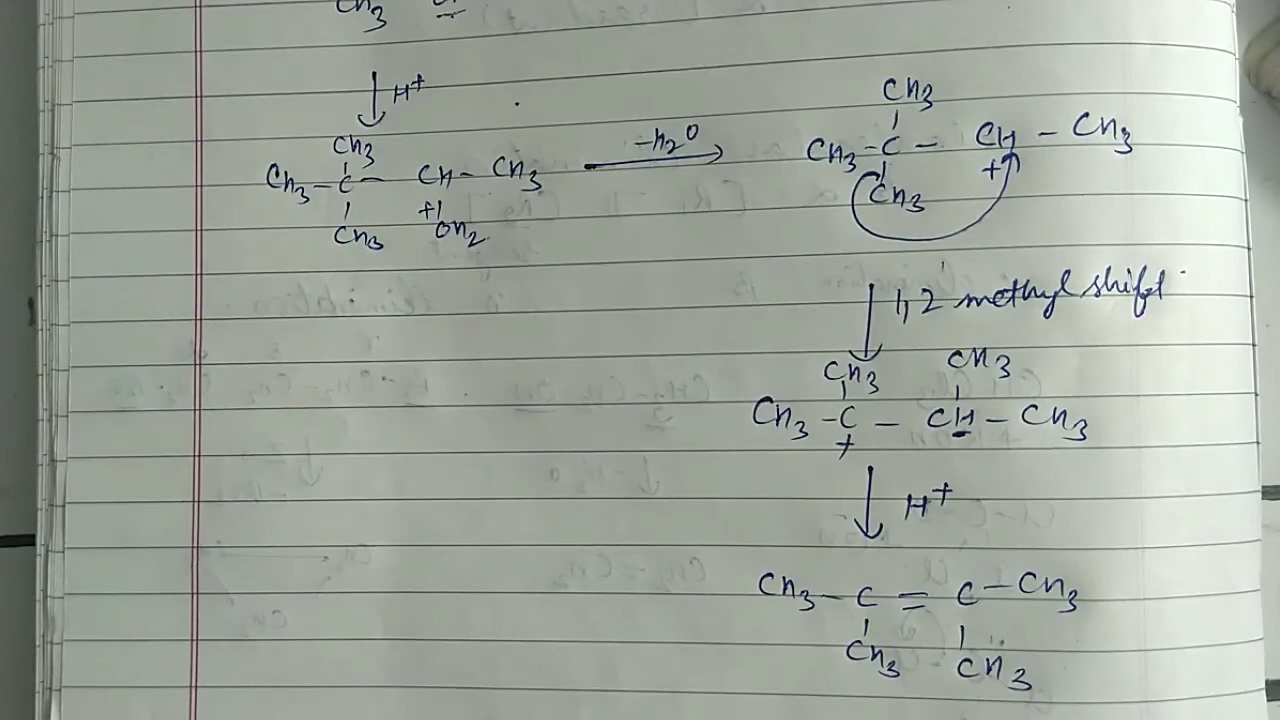 CH3
↓ H+
CH3
CH3 – C – CH – CH3
+|
CH3 OH2
–H2O →
CH3
CH3 – C – CH – CH3
+
CH3
↓ 1,2 methyl shift
CH3 CH3
CH3 – C – CH – CH3
+
↓ H+
CH3 – C = C – CH3
CH3 CH3